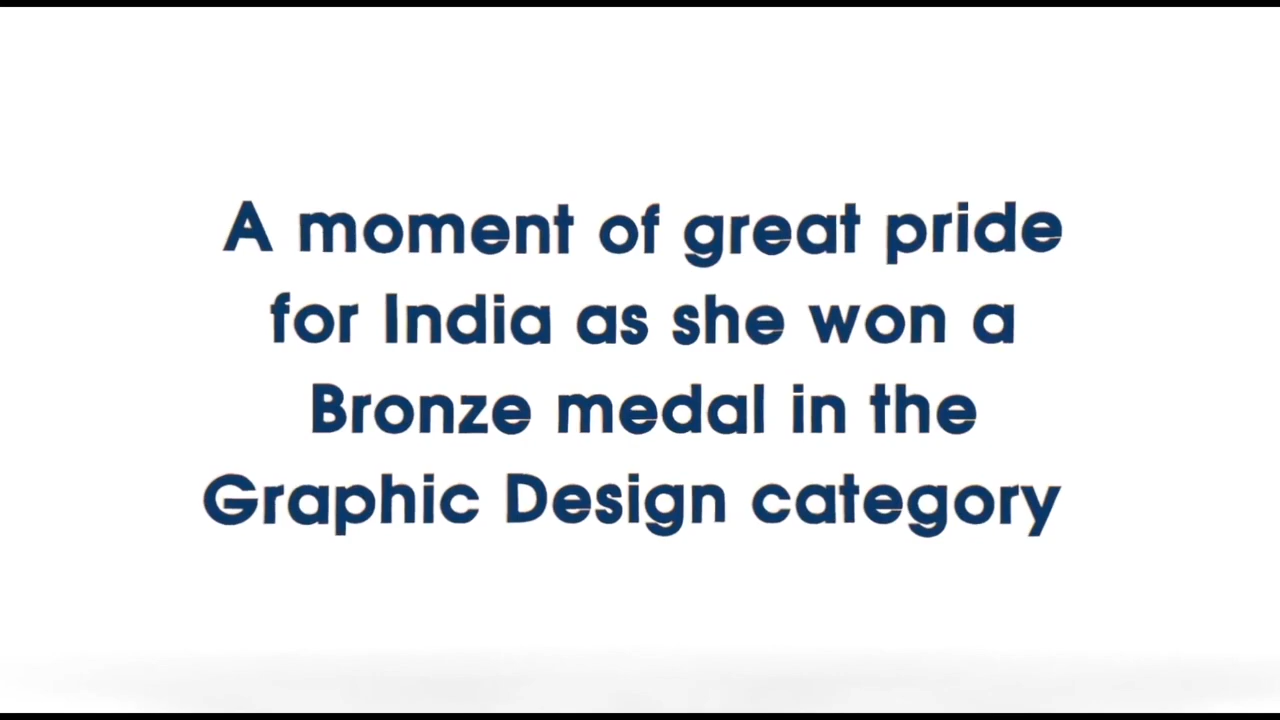 A moment of great pride
for India as she won a
Bronze medal in the
Graphic Design category